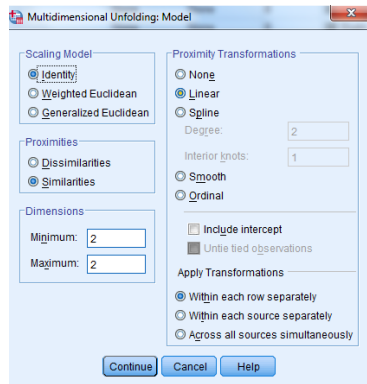 Multidimensional Unfolding: Model
Scaling Model
Identity
Weighted Euclidean
Generalized Euclidean
Proximities
Dissimilarities
Similarities
Dimensions
Minimum: 2
Maximum: 2
Proximity Transformations
None
Linear
Spline
Degree: 2
Interior knots: 1
Smooth
Ordinal
Include intercept
Untie tied observations
Apply Transformations
Within each row separately
Within each source separately
Across all sources simultaneously
Continue Cancel Help